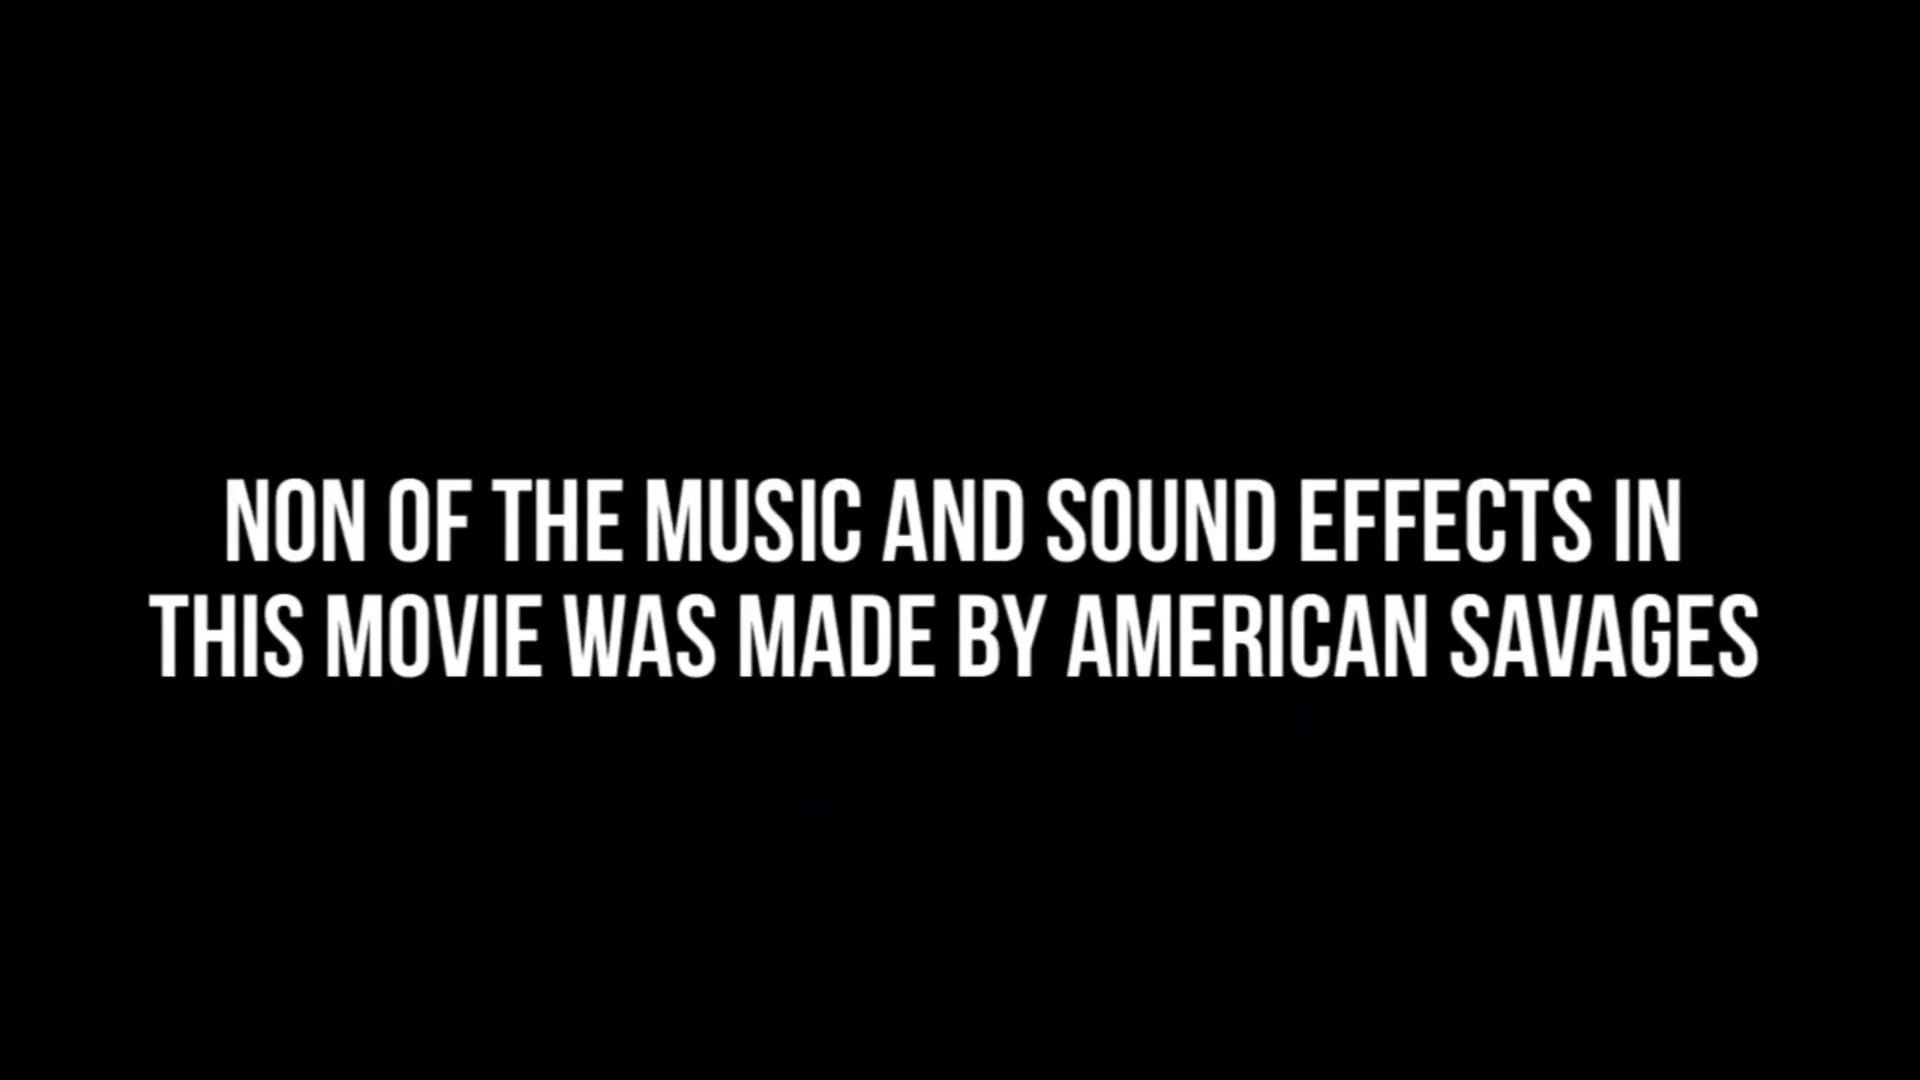 NON OF THE MUSIC AND SOUND EFFECTS IN
THIS MOVIE WAS MADE BY AMERICAN SAVAGES